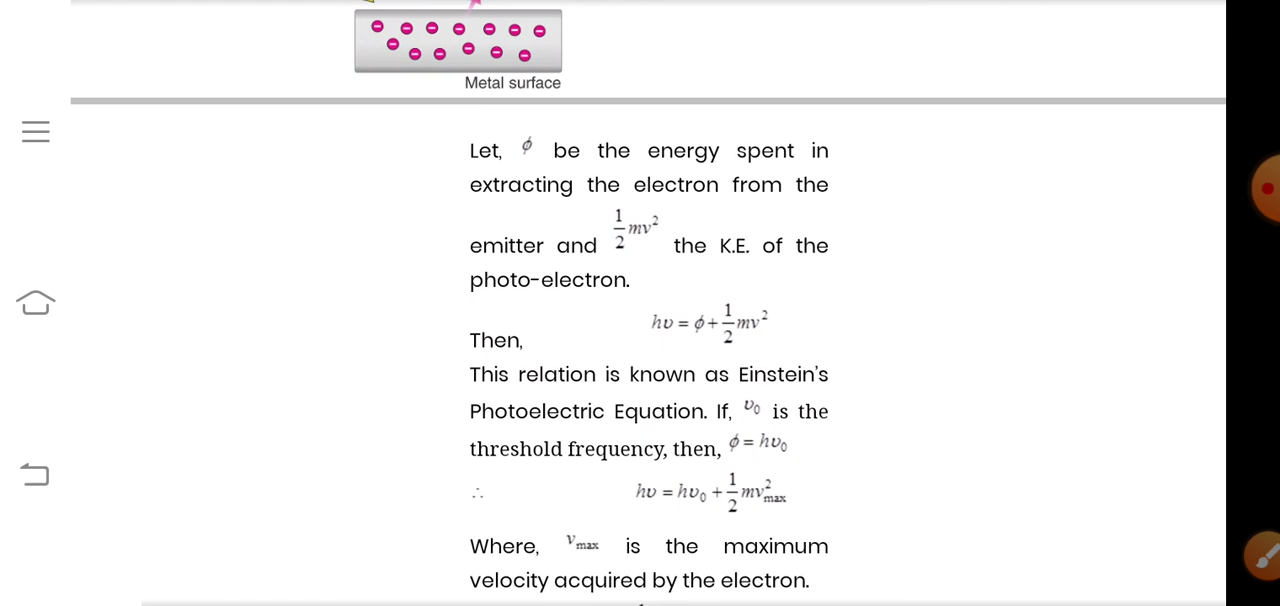 Metal surface
Let, ϕ be the energy spent in
extracting the electron from the
emitter and 1/2 mv² the K.E. of the
photo-electron.
Then, hυ = ϕ + 1/2 mv²
This relation is known as Einstein's
Photoelectric Equation. If, υ₀ is the
threshold frequency, then, ϕ = hυ₀
∴ hυ = hυ₀ + 1/2 mv²max
Where, vmax is the maximum
velocity acquired by the electron.